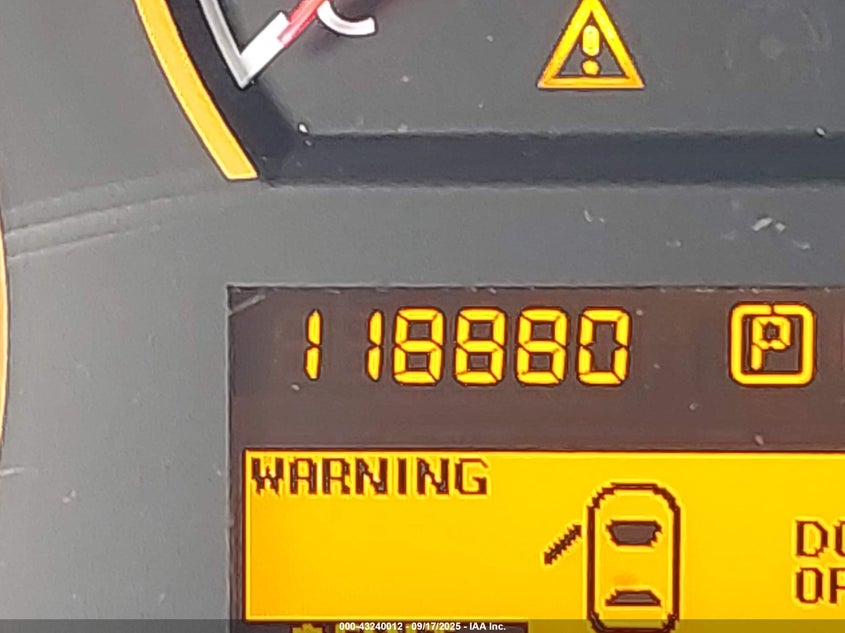 118880 P
WARNING
DO
OP
000-43240012 - 09/17/2025 - IAA Inc.